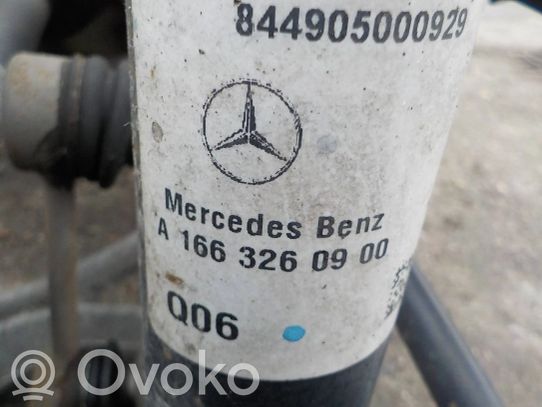 844905000929
Mercedes Benz
A 166 326 09 00
Q06
Ovoko